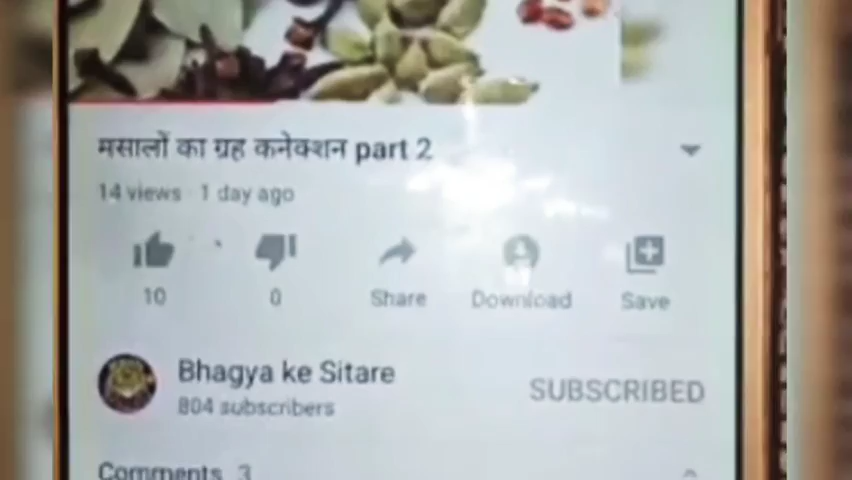 मसालों का ग्रह कनेक्शन part 2
14 views · 1 day ago
10
0
Share
Download
Save
Bhagya ke Sitare
804 subscribers
SUBSCRIBED
Comments 3